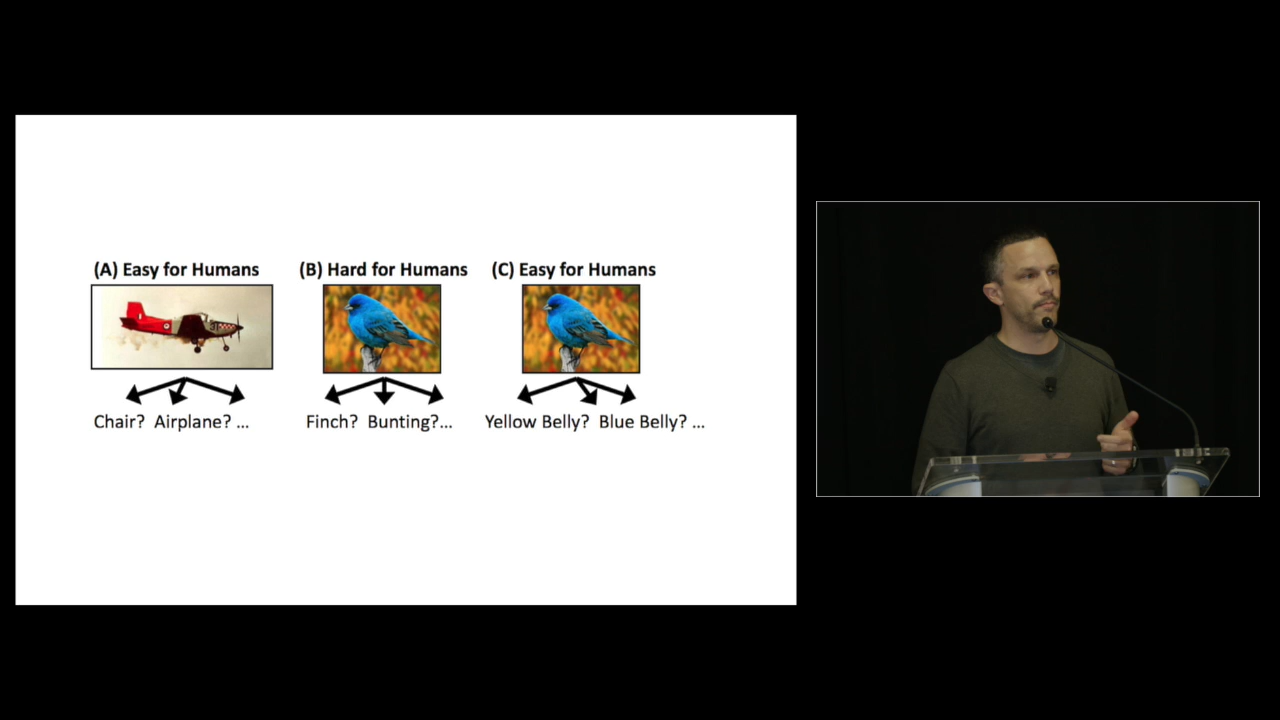 (A) Easy for Humans
(B) Hard for Humans
(C) Easy for Humans
Chair? Airplane? ...
Finch? Bunting?...
Yellow Belly? Blue Belly? ...